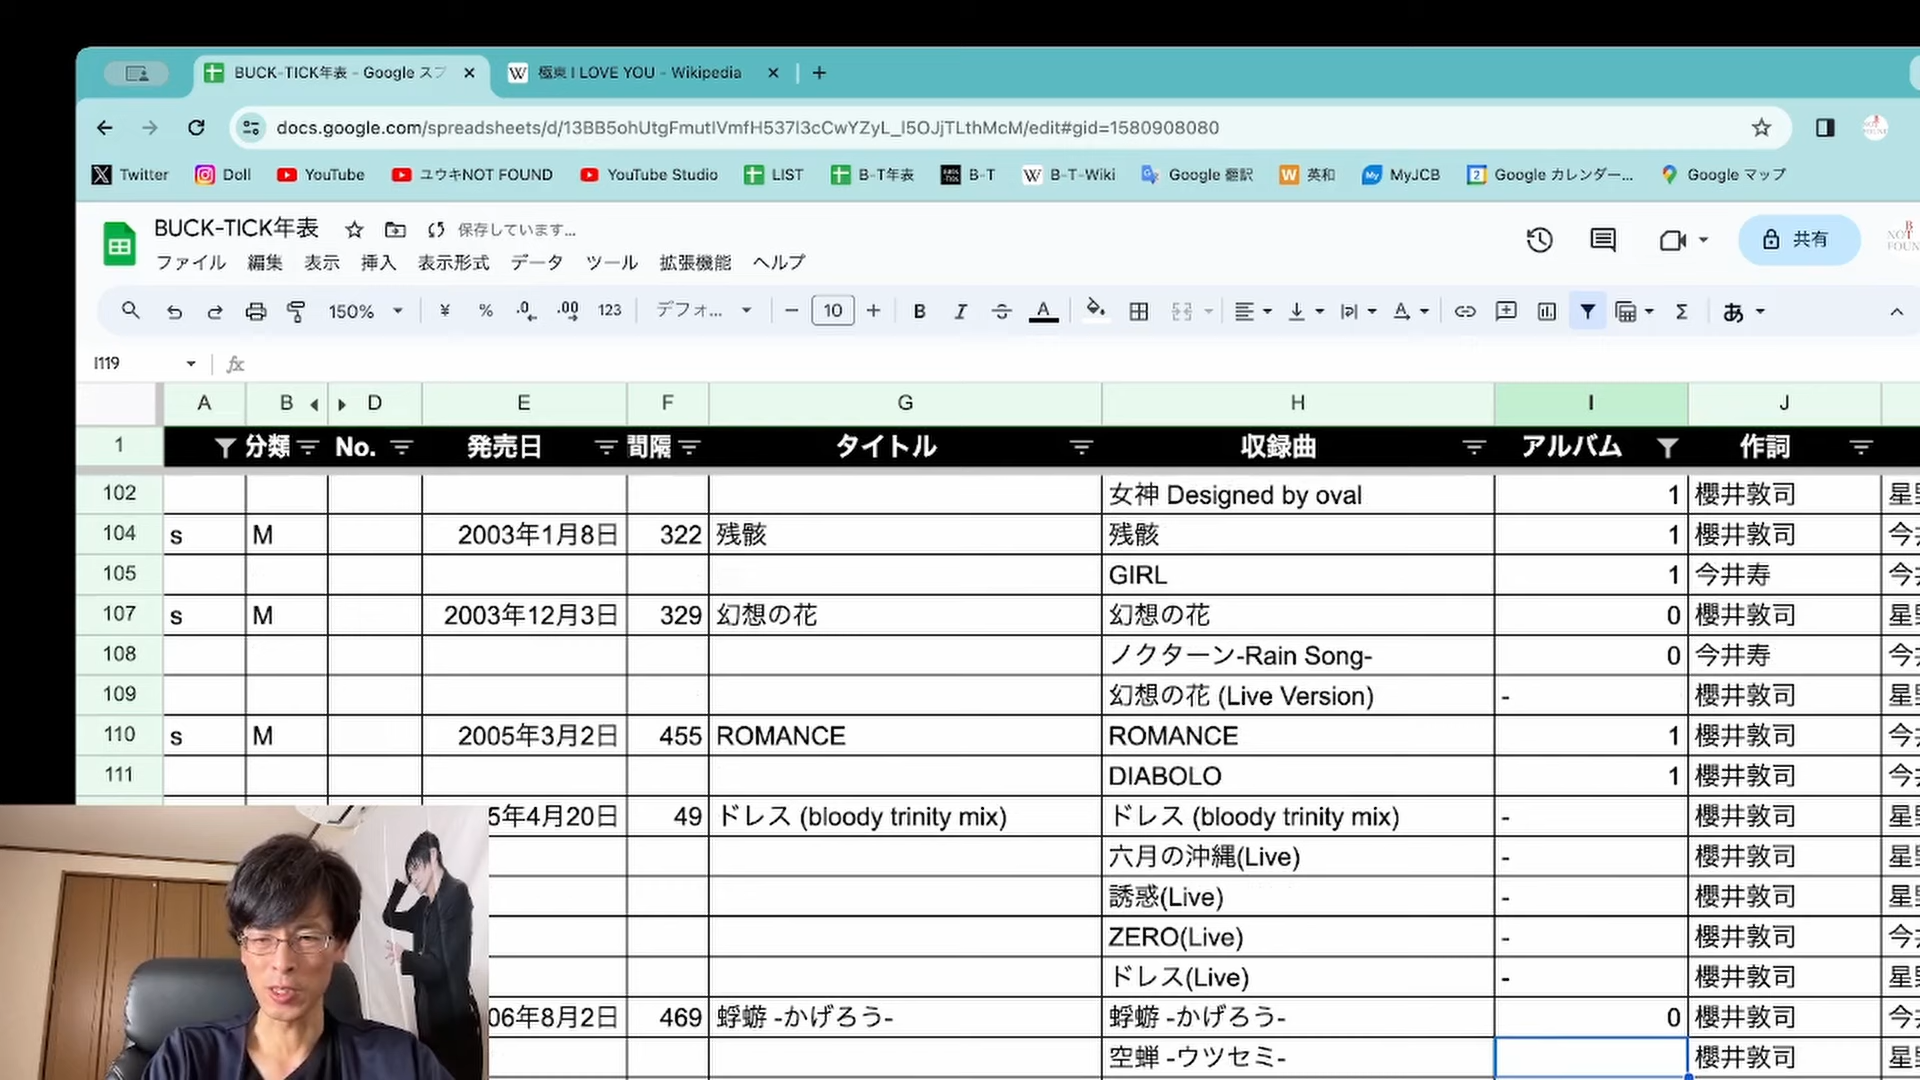 BUCK-TICK年表 - Google スプ
極東 I LOVE YOU - Wikipedia
docs.google.com/spreadsheets/d/13BB5ohUtgFmutlVmfH537I3cCwYZyL_I5OJjTLthMcM/edit#gid=1580908080
Twitter Doll YouTube ユウキNOT FOUND YouTube Studio LIST B-T年表 B-T B-T-Wiki Google 翻訳 英和 MyJCB Google カレンダー... Google マップ
BUCK-TICK年表 保存しています...
ファイル 編集 表示 挿入 表示形式 データ ツール 拡張機能 ヘルプ
共有
150% ¥ % .0 .00 123 デフォ... 10 B I A Σ あ
I119 fx
A B D E F G H I J
1 分類 No. 発売日 間隔 タイトル 収録曲 アルバム 作詞
102 女神 Designed by oval 1 櫻井敦司 星
104 s M 2003年1月8日 322 残骸 残骸 1 櫻井敦司 今
105 GIRL 1 今井寿 今
107 s M 2003年12月3日 329 幻想の花 幻想の花 0 櫻井敦司 星
108 ノクターン-Rain Song- 0 今井寿 今
109 幻想の花 (Live Version) - 櫻井敦司 星
110 s M 2005年3月2日 455 ROMANCE ROMANCE 1 櫻井敦司 今
111 DIABOLO 1 櫻井敦司 今
5年4月20日 49 ドレス (bloody trinity mix) ドレス (bloody trinity mix) - 櫻井敦司 星
六月の沖縄(Live) - 櫻井敦司 星
誘惑(Live) - 櫻井敦司 星
ZERO(Live) - 櫻井敦司 今
ドレス(Live) - 櫻井敦司 星
06年8月2日 469 蜉蝣 -かげろう- 蜉蝣 -かげろう- 0 櫻井敦司 今
空蝉 -ウツセミ- 櫻井敦司 星